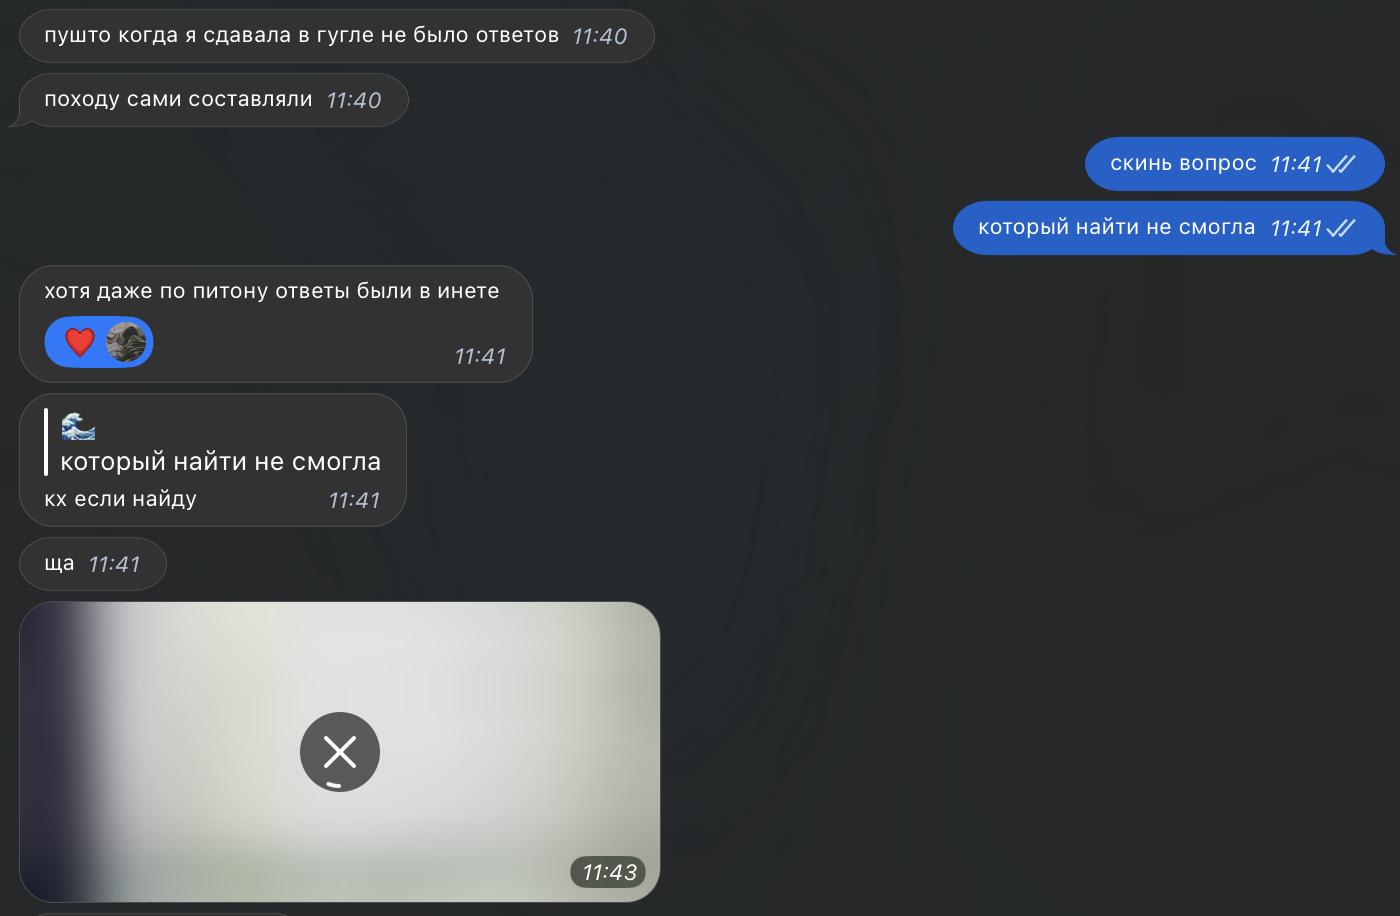 пушто когда я сдавала в гугле не было ответов 11:40
походу сами составляли 11:40
скинь вопрос 11:41
который найти не смогла 11:41
хотя даже по питону ответы были в инете
11:41
который найти не смогла
кх если найду 11:41
ща 11:41
11:43